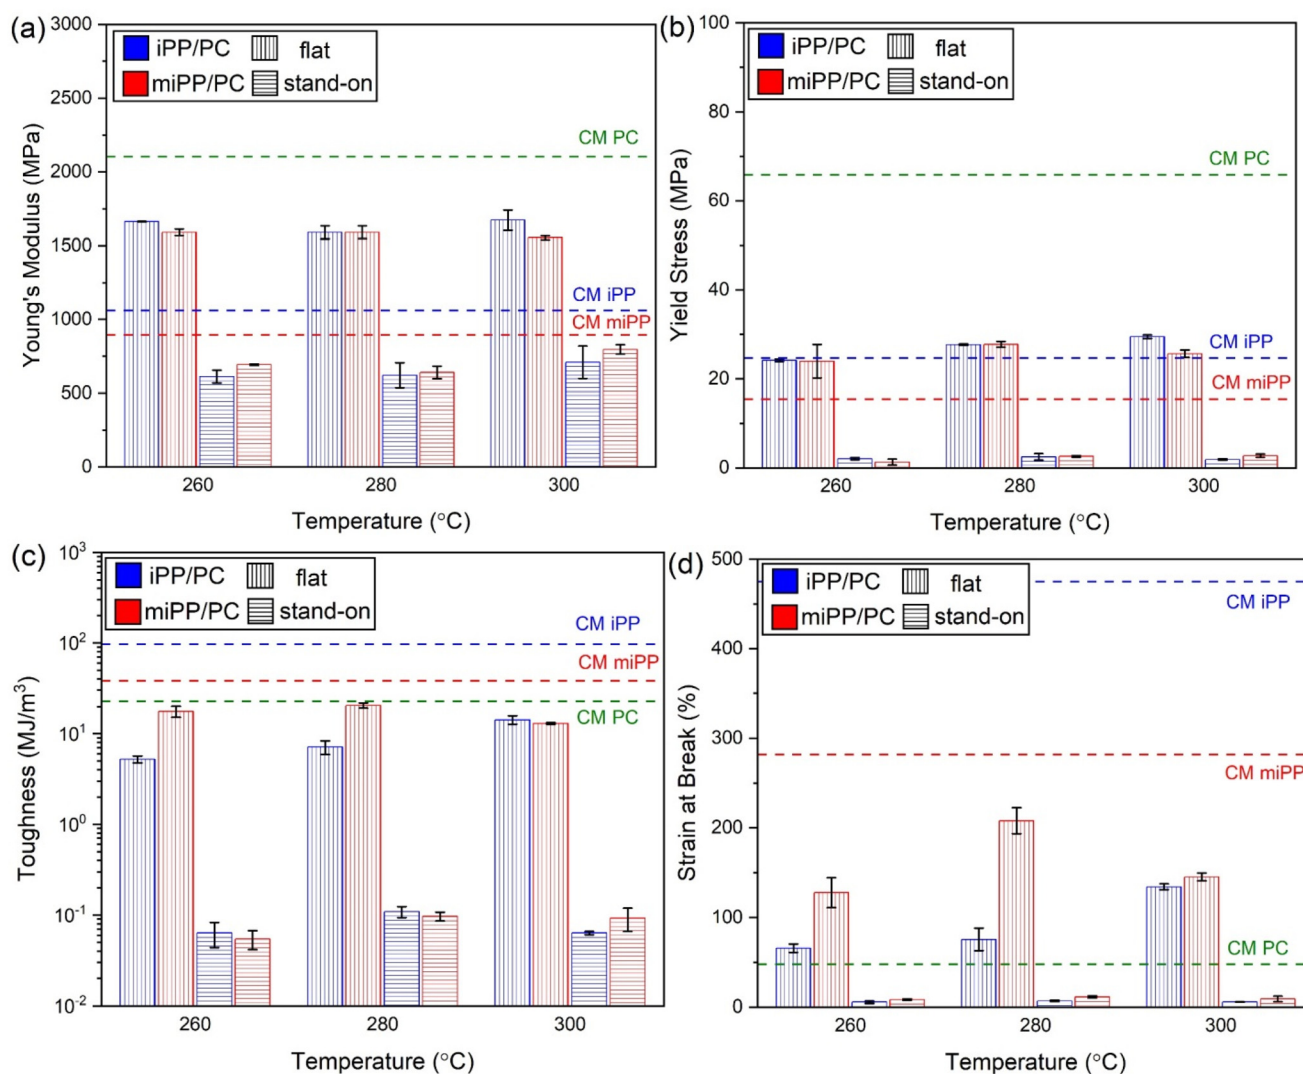 (a)
3000
2500
2000
1500
1000
500
0
Young's Modulus (MPa)
iPP/PC flat
miPP/PC stand-on
CM PC
CM iPP
CM miPP
260 280 300
Temperature (°C)
(b)
100
80
60
40
20
0
Yield Stress (MPa)
iPP/PC flat
miPP/PC stand-on
CM PC
CM iPP
CM miPP
260 280 300
Temperature (°C)
(c)
10³
10²
10¹
10⁰
10⁻¹
10⁻²
Toughness (MJ/m³)
iPP/PC flat
miPP/PC stand-on
CM iPP
CM miPP
CM PC
260 280 300
Temperature (°C)
(d)
500
400
300
200
100
0
Strain at Break (%)
iPP/PC flat
miPP/PC stand-on
CM iPP
CM miPP
CM PC
260 280 300
Temperature (°C)